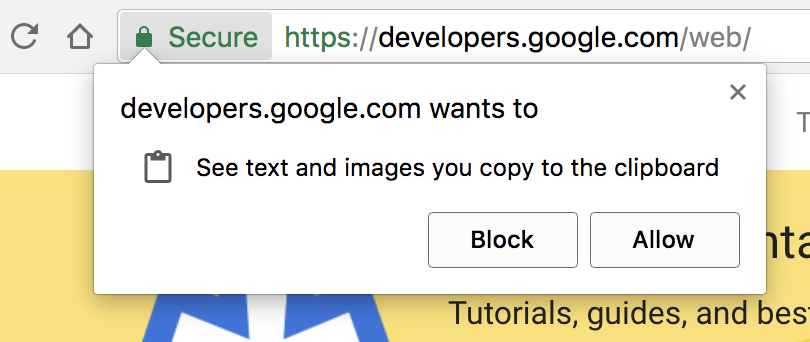 Secure https://developers.google.com/web/
developers.google.com wants to
See text and images you copy to the clipboard
Block Allow
Tutorials, guides, and best